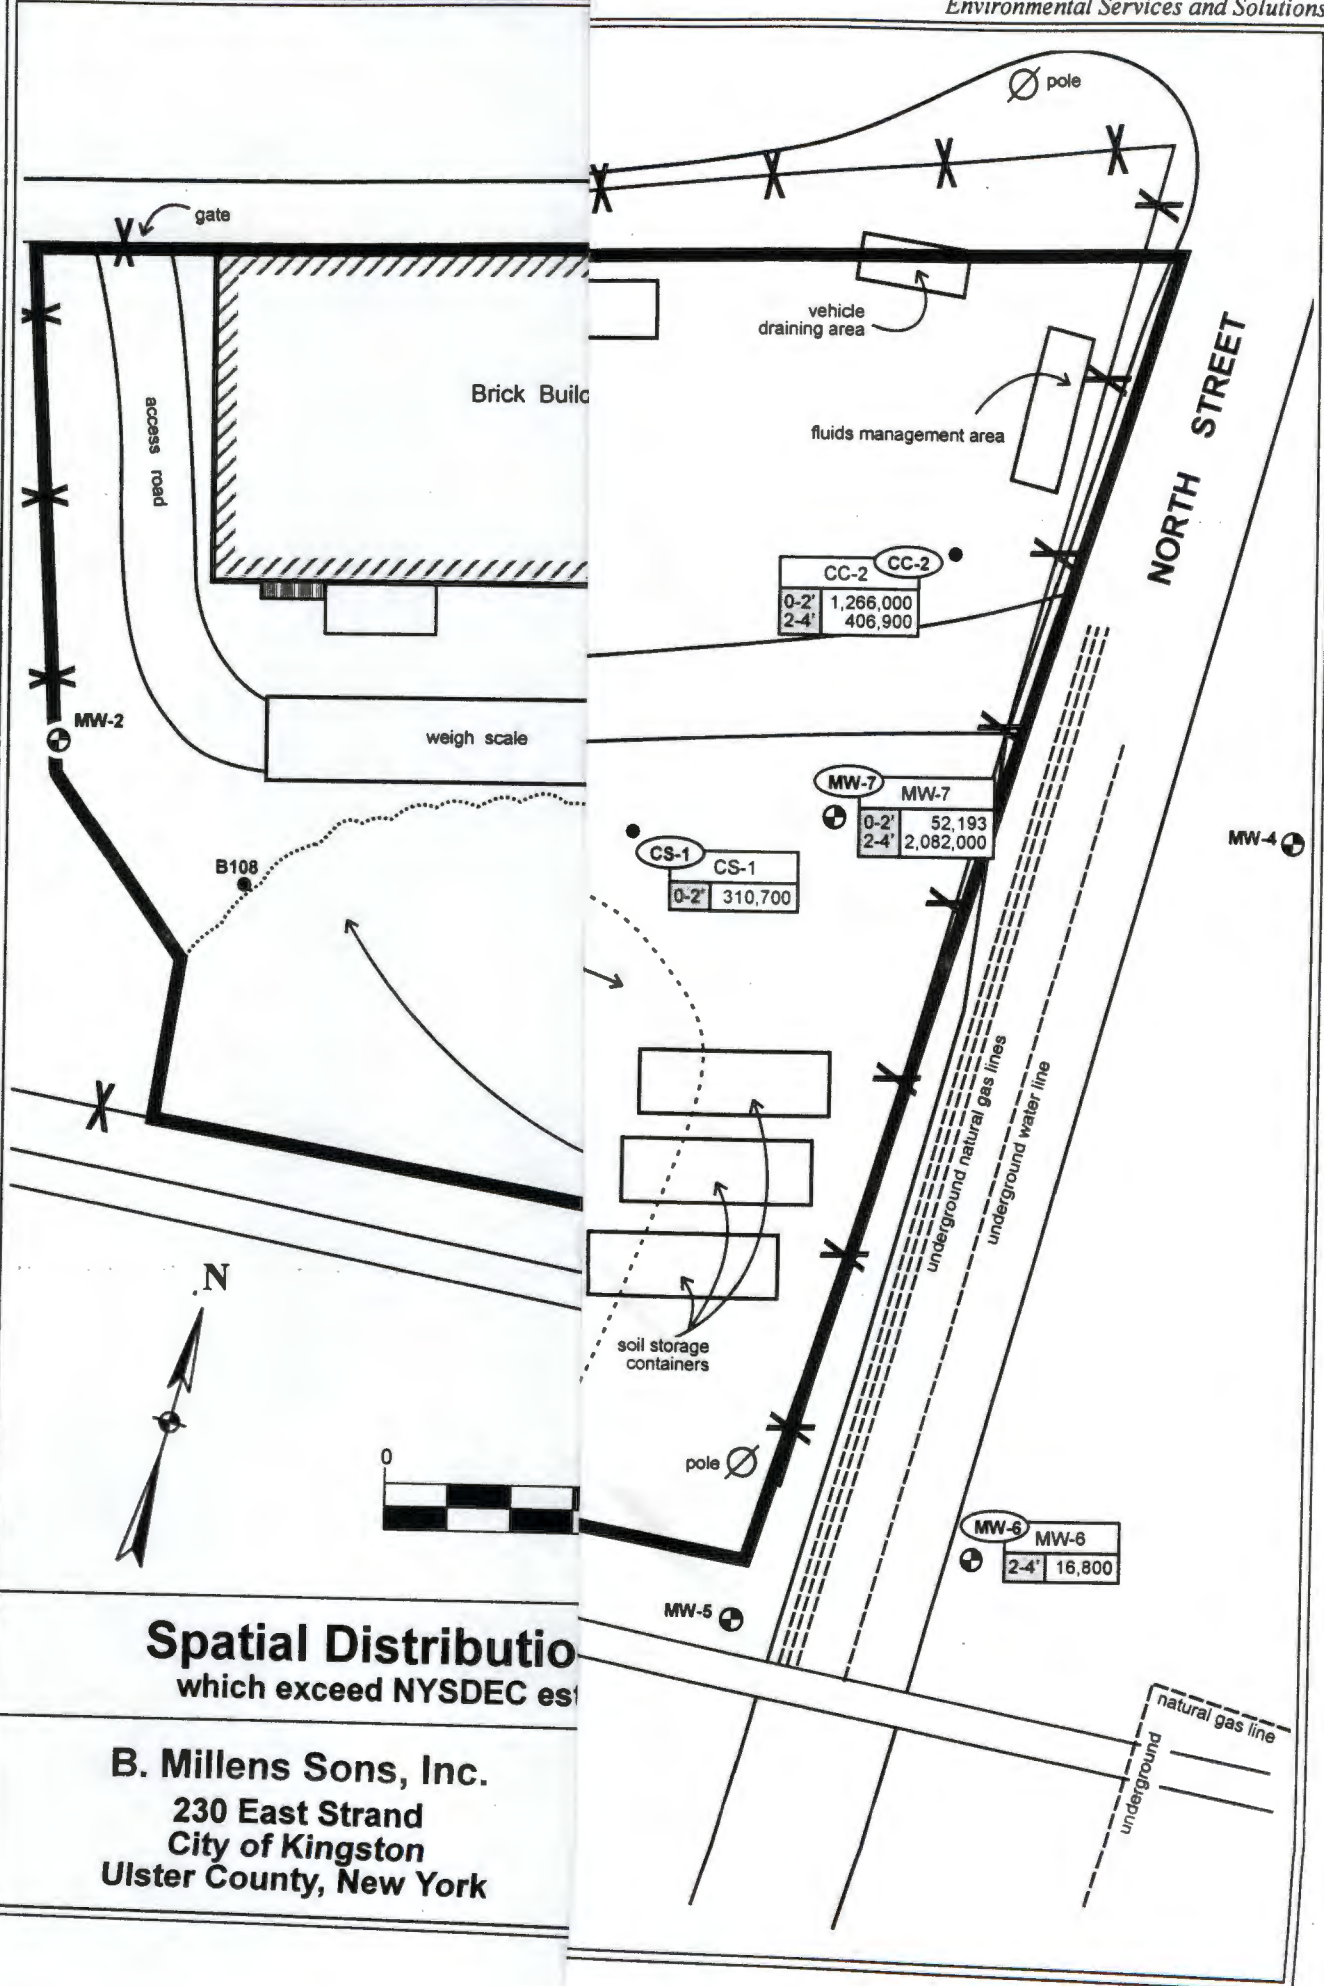 Environmental Services and Solutions
pole
gate
vehicle
draining area
Brick Build
access road
fluids management area
NORTH STREET
CC-2
CC-2
0-2' 1,266,000
2-4' 406,900
MW-2
weigh scale
MW-7
MW-7
0-2' 52,193
2-4' 2,082,000
MW-4
CS-1
CS-1
0-2' 310,700
B108
underground natural gas lines
underground water line
N
soil storage
containers
0
pole
MW-6
MW-6
2-4' 16,800
MW-5
Spatial Distributio
which exceed NYSDEC est
natural gas line
underground
B. Millens Sons, Inc.
230 East Strand
City of Kingston
Ulster County, New York